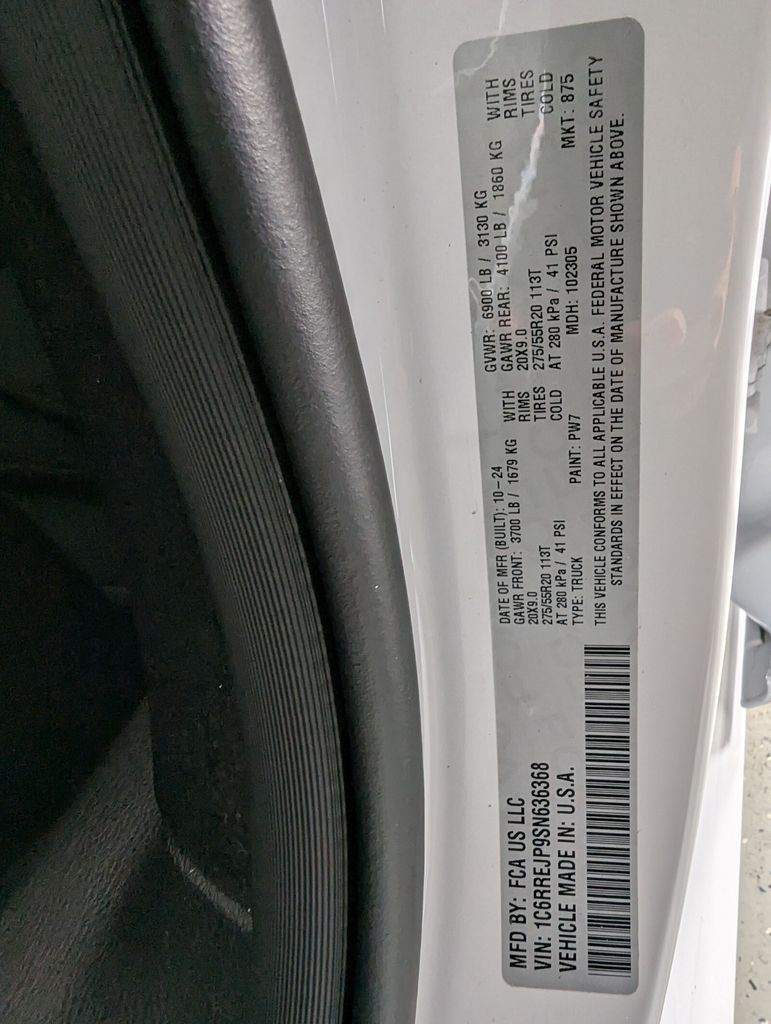 MFD BY: FCA US LLC
VIN: 1C6RREJP9SN636368
VEHICLE MADE IN: U.S.A.
DATE OF MFR (BUILT): 10-24 GVWR: 6900 LB / 3130 KG
GAWR FRONT: 3700 LB / 1679 KG WITH GAWR REAR: 4100 LB / 1860 KG WITH
20X9.0 RIMS 20X9.0 RIMS
275/55R20 113T TIRES 275/55R20 113T TIRES
AT 280 kPa / 41 PSI COLD AT 280 kPa / 41 PSI COLD
TYPE: TRUCK PAINT: PW7 MDH: 102305 MKT: 875
THIS VEHICLE CONFORMS TO ALL APPLICABLE U.S.A. FEDERAL MOTOR VEHICLE SAFETY
STANDARDS IN EFFECT ON THE DATE OF MANUFACTURE SHOWN ABOVE.